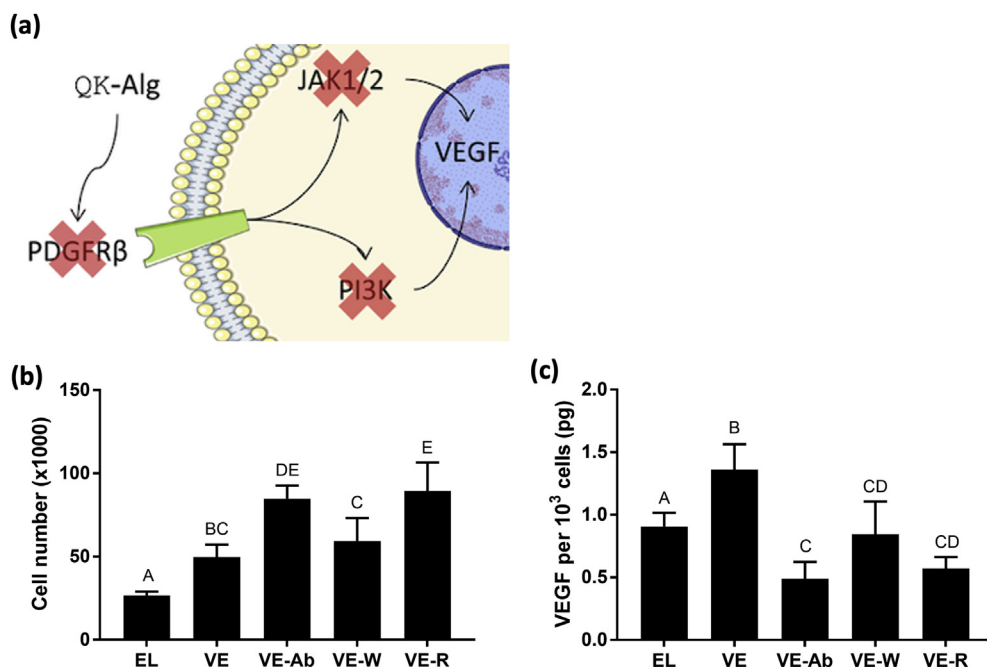 (a)
QK-Alg
JAK1/2
VEGF
PDGFRβ
PI3K
(b)
Cell number (x1000)
150
100
50
0
A
BC
DE
C
E
EL VE VE-Ab VE-W VE-R
(c)
VEGF per 10³ cells (pg)
2.0
1.5
1.0
0.5
0.0
A
B
C
CD
CD
EL VE VE-Ab VE-W VE-R